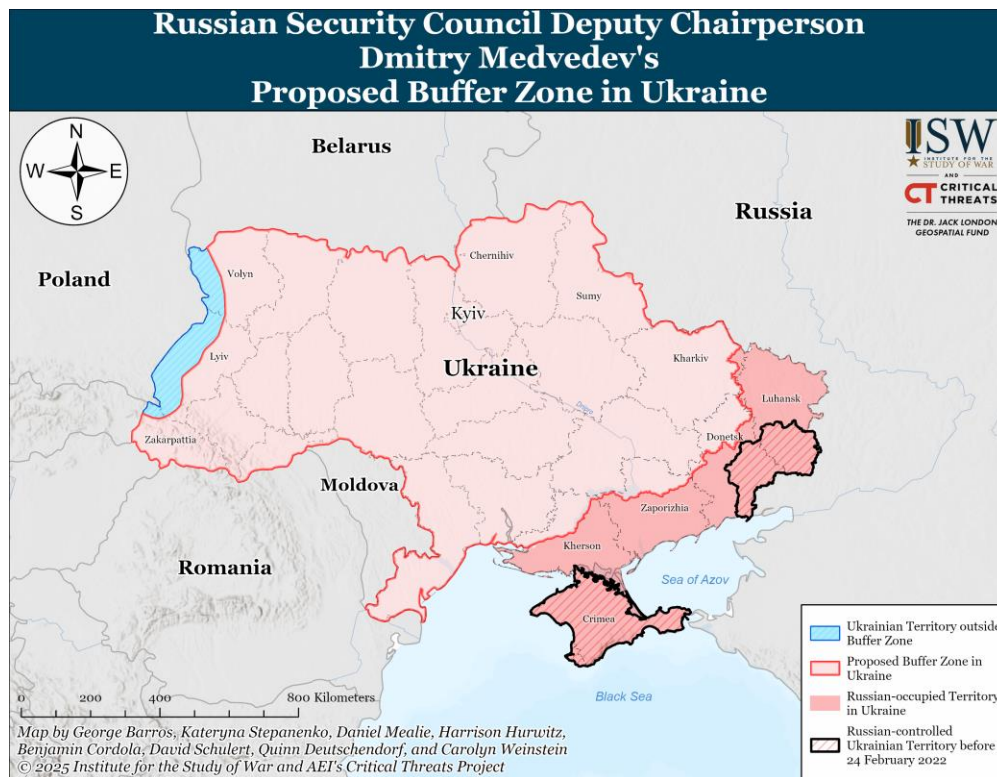 Russian Security Council Deputy Chairperson
Dmitry Medvedev's
Proposed Buffer Zone in Ukraine
N
W
E
S
Belarus
ISW
INSTITUTE FOR THE
STUDY OF WAR
AND
CT CRITICAL
THREATS
THE DR. JACK LONDON
GEOSPATIAL FUND
Russia
Poland
Volyn
Chernihiv
Sumy
Kyiv
Lyiv
Ukraine
Kharkiv
Luhansk
Dnipro
Zakarpattia
Donetsk
Moldova
Zaporizhia
Kherson
Romania
Sea of Azov
Crimea
Black Sea
Ukrainian Territory outside
Buffer Zone
Proposed Buffer Zone in
Ukraine
Russian-occupied Territory
in Ukraine
Russian-controlled
Ukrainian Territory before
24 February 2022
0 200 400 800 Kilometers
Map by George Barros, Kateryna Stepanenko, Daniel Mealie, Harrison Hurwitz,
Benjamin Cordola, David Schulert, Quinn Deutschendorf, and Carolyn Weinstein
© 2025 Institute for the Study of War and AEI's Critical Threats Project